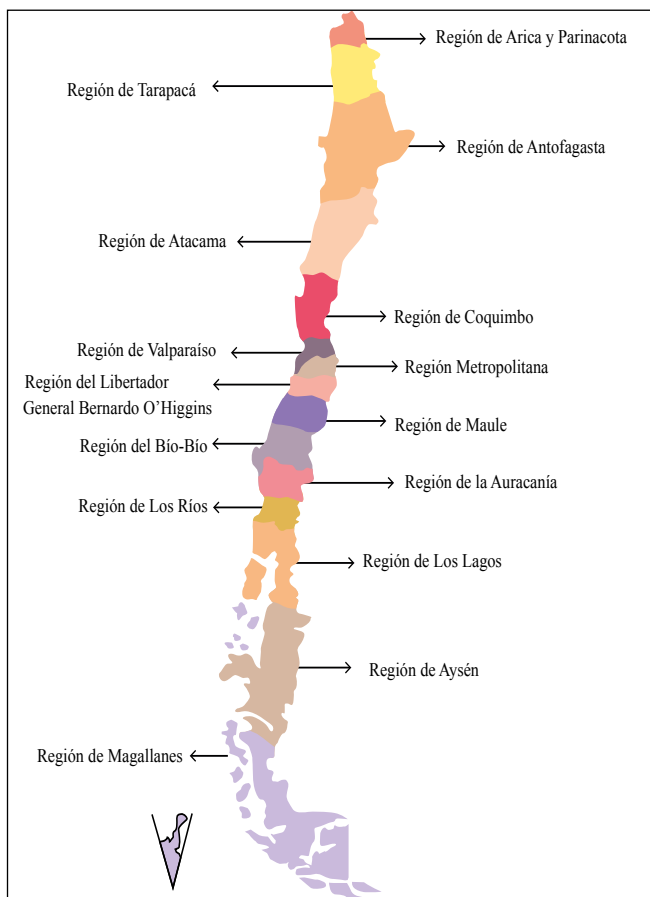 Región de Arica y Parinacota
Región de Tarapacá
Región de Antofagasta
Región de Atacama
Región de Coquimbo
Región de Valparaíso
Región Metropolitana
Región del Libertador
General Bernardo O’Higgins
Región de Maule
Región del Bío-Bío
Región de la Auracanía
Región de Los Ríos
Región de Los Lagos
Región de Aysén
Región de Magallanes